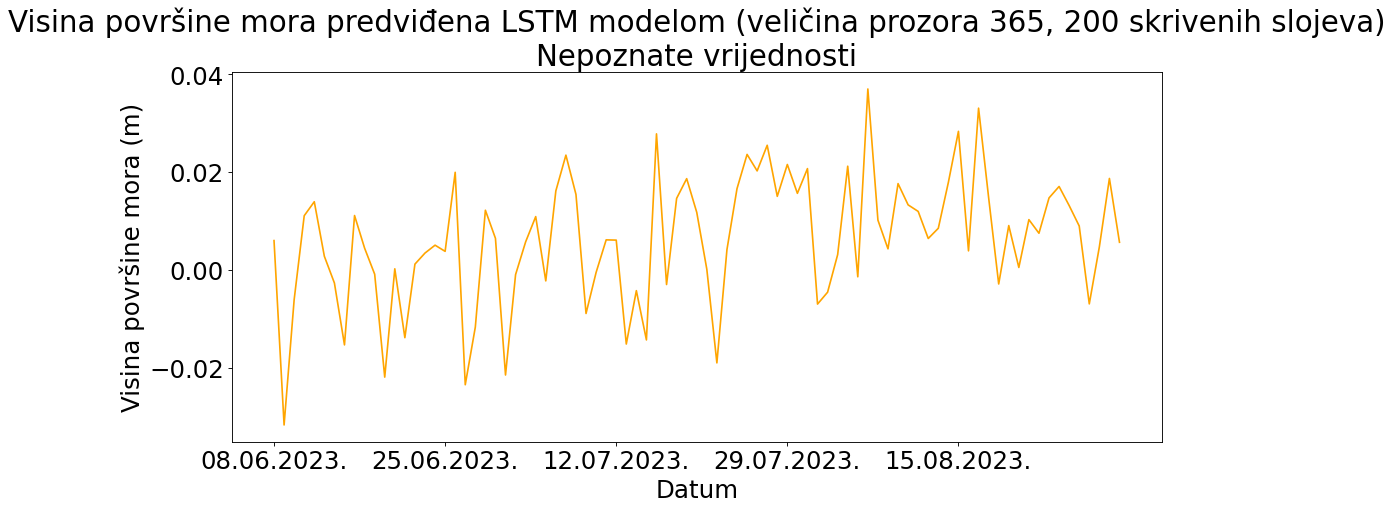 Visina površine mora predviđena LSTM modelom (veličina prozora 365, 200 skrivenih slojeva)
Nepoznate vrijednosti
Visina površine mora (m)
0.04
0.02
0.00
−0.02
08.06.2023.
25.06.2023.
12.07.2023.
29.07.2023.
15.08.2023.
Datum